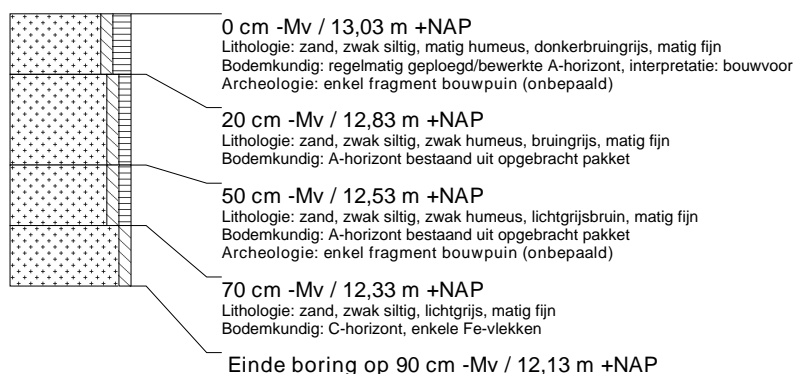 0 cm -Mv / 13,03 m +NAP
Lithologie: zand, zwak siltig, matig humeus, donkerbruingrijs, matig fijn
Bodemkundig: regelmatig geploegd/bewerkte A-horizont, interpretatie: bouwvoor
Archeologie: enkel fragment bouwpuin (onbepaald)
20 cm -Mv / 12,83 m +NAP
Lithologie: zand, zwak siltig, zwak humeus, bruingrijs, matig fijn
Bodemkundig: A-horizont bestaand uit opgebracht pakket
50 cm -Mv / 12,53 m +NAP
Lithologie: zand, zwak siltig, zwak humeus, lichtgrijsbruin, matig fijn
Bodemkundig: A-horizont bestaand uit opgebracht pakket
Archeologie: enkel fragment bouwpuin (onbepaald)
70 cm -Mv / 12,33 m +NAP
Lithologie: zand, zwak siltig, lichtgrijs, matig fijn
Bodemkundig: C-horizont, enkele Fe-vlekken
Einde boring op 90 cm -Mv / 12,13 m +NAP